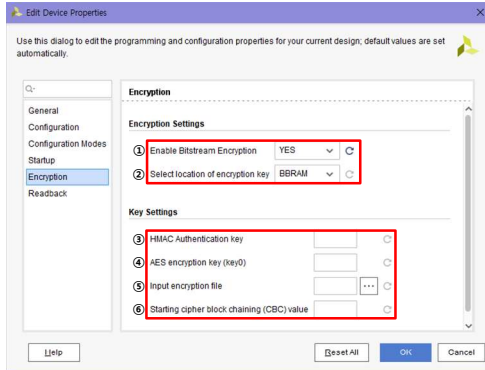 Edit Device Properties
Use this dialog to edit the programming and configuration properties for your current design; default values are set
automatically.
Q-
General
Configuration
Configuration Modes
Startup
Encryption
Readback
Encryption
Encryption Settings
① Enable Bitstream Encryption YES
② Select location of encryption key BBRAM
Key Settings
③ HMAC Authentication key
④ AES encryption key (key0)
⑤ Input encryption file ...
⑥ Starting cipher block chaining (CBC) value
Help Reset All OK Cancel